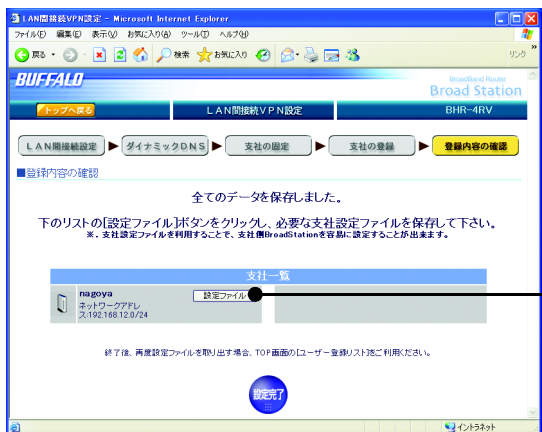 LAN間接続VPN設定 - Microsoft Internet Explorer
ファイル(F) 編集(E) 表示(V) お気に入り(A) ツール(T) ヘルプ(H)
戻る 検索 お気に入り リンク »
BUFFALO
BroadBand Router
Broad Station
トップへ戻る LAN間接続VPN設定 BHR-4RV
LAN間接続設定 ダイナミックDNS 支社の固定 支社の登録 登録内容の確認
■登録内容の確認
全てのデータを保存しました。
下のリストの[設定ファイル]ボタンをクリックし、必要な支社設定ファイルを保存して下さい。
※. 支社設定ファイルを利用することで、支社側BroadStationを容易に設定することが出来ます。
支社一覧
nagoya 設定ファイル
ネットワークアドレ
ス:192.168.12.0/24
終了後、再度設定ファイルを取り出す場合、TOP画面の[ユーザー登録リスト]をご利用ください。
設定完了
イントラネット